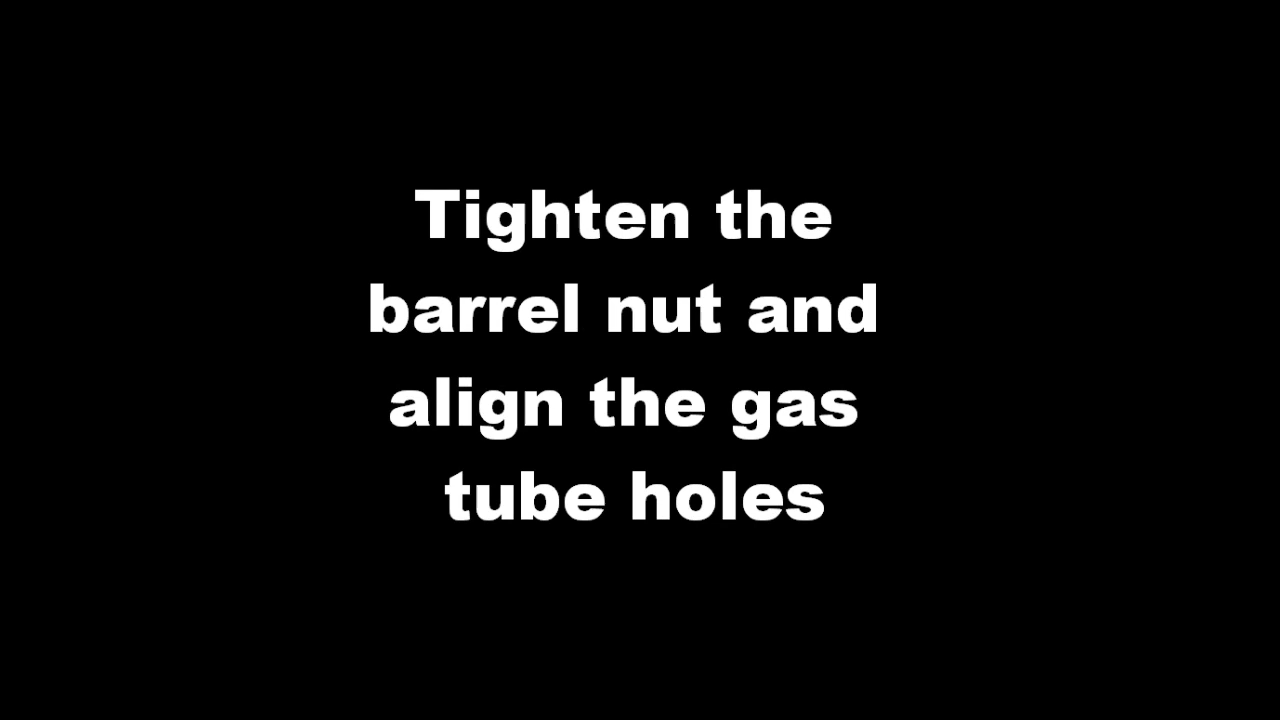 Tighten the
barrel nut and
align the gas
tube holes